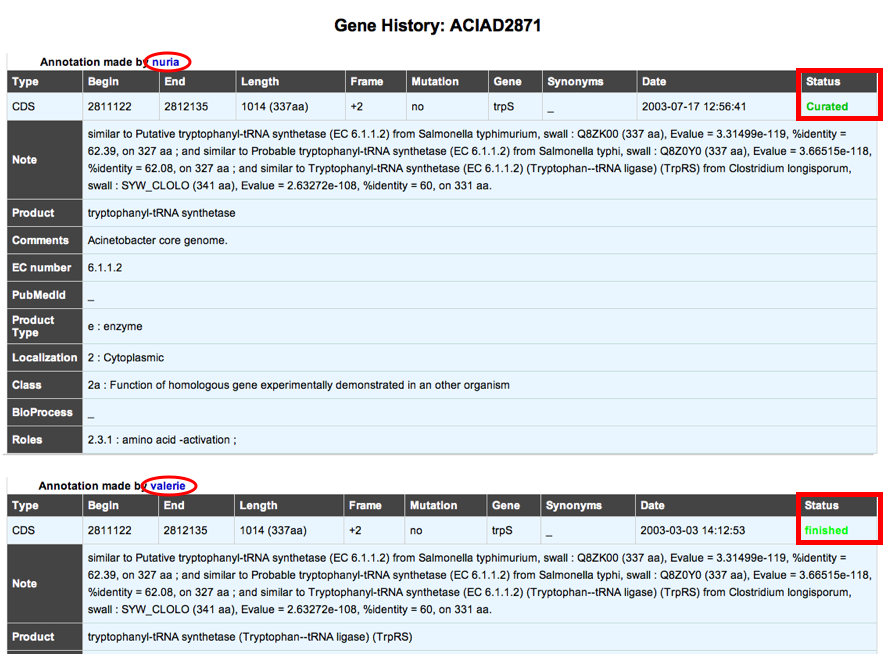 Gene History: ACIAD2871
Annotation made by nuria
Type Begin End Length Frame Mutation Gene Synonyms Date Status
CDS 2811122 2812135 1014 (337aa) +2 no trpS _ 2003-07-17 12:56:41 Curated
Note
similar to Putative tryptophanyl-tRNA synthetase (EC 6.1.1.2) from Salmonella typhimurium, swall : Q8ZK00 (337 aa), Evalue = 3.31499e-119, %identity =
62.39, on 327 aa ; and similar to Probable tryptophanyl-tRNA synthetase (EC 6.1.1.2) from Salmonella typhi, swall : Q8Z0Y0 (337 aa), Evalue = 3.66515e-118,
%identity = 62.08, on 327 aa ; and similar to Tryptophanyl-tRNA synthetase (EC 6.1.1.2) (Tryptophan--tRNA ligase) (TrpRS) from Clostridium longisporum,
swall : SYW_CLOLO (341 aa), Evalue = 2.63272e-108, %identity = 60, on 331 aa.
Product tryptophanyl-tRNA synthetase
Comments Acinetobacter core genome.
EC number 6.1.1.2
PubMedId _
Product
Type
e : enzyme
Localization 2 : Cytoplasmic
Class 2a : Function of homologous gene experimentally demonstrated in an other organism
BioProcess _
Roles 2.3.1 : amino acid -activation ;
Annotation made by valerie
Type Begin End Length Frame Mutation Gene Synonyms Date Status
CDS 2811122 2812135 1014 (337aa) +2 no trpS _ 2003-03-03 14:12:53 finished
Note
similar to Putative tryptophanyl-tRNA synthetase (EC 6.1.1.2) from Salmonella typhimurium, swall : Q8ZK00 (337 aa), Evalue = 3.31499e-119, %identity =
62.39, on 327 aa ; and similar to Probable tryptophanyl-tRNA synthetase (EC 6.1.1.2) from Salmonella typhi, swall : Q8Z0Y0 (337 aa), Evalue = 3.66515e-118,
%identity = 62.08, on 327 aa ; and similar to Tryptophanyl-tRNA synthetase (EC 6.1.1.2) (Tryptophan--tRNA ligase) (TrpRS) from Clostridium longisporum,
swall : SYW_CLOLO (341 aa), Evalue = 2.63272e-108, %identity = 60, on 331 aa.
Product tryptophanyl-tRNA synthetase (Tryptophan--tRNA ligase) (TrpRS)